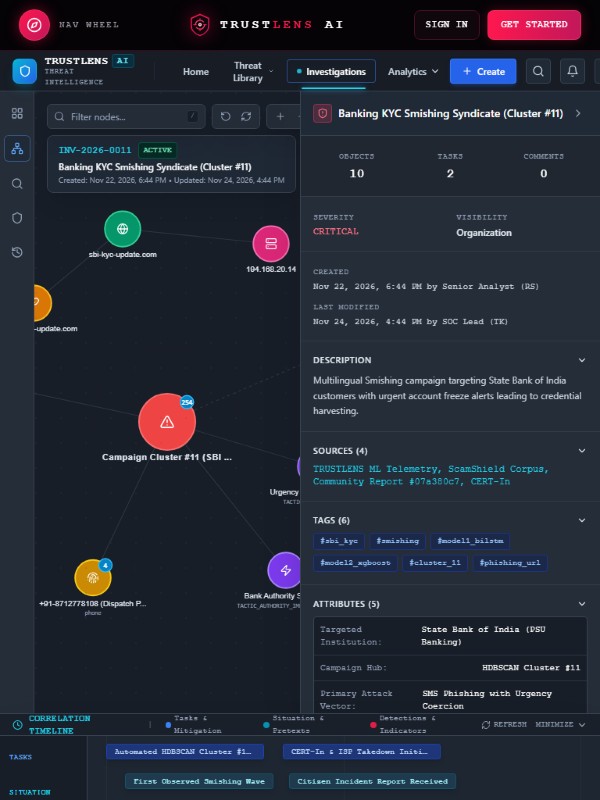 NAV WHEEL
TRUSTLENS AI
SIGN IN
GET STARTED
TRUSTLENS AI
THREAT
INTELLIGENCE
Home
Threat
Library
Investigations
Analytics
+ Create
Filter nodes...
/
INV-2026-0011 ACTIVE
Banking KYC Smishing Syndicate (Cluster #11)
Created: Nov 22, 2026, 6:44 PM • Updated: Nov 24, 2026, 4:44 PM
sbi-kyc-update.com
194.168.20.14
-update.com
254
Campaign Cluster #11 (SBI ...
Urgency
TACTI
4
+91-8712778108 (Dispatch P...
phone
Bank Authority S
TACTIC_AUTHORITY_IM
Banking KYC Smishing Syndicate (Cluster #11)
OBJECTS
TASKS
COMMENTS
10
2
0
SEVERITY
VISIBILITY
CRITICAL
Organization
CREATED
Nov 22, 2026, 6:44 PM by Senior Analyst (RS)
LAST MODIFIED
Nov 24, 2026, 4:44 PM by SOC Lead (TK)
DESCRIPTION
Multilingual Smishing campaign targeting State Bank of India
customers with urgent account freeze alerts leading to credential
harvesting.
SOURCES (4)
TRUSTLENS ML Telemetry, ScamShield Corpus,
Community Report #07a380c7, CERT-In
TAGS (6)
#sbi_kyc #smishing #model1_bilstm
#model2_xgboost #cluster_11 #phishing_url
ATTRIBUTES (5)
Targeted
Institution:
State Bank of India (PSU
Banking)
Campaign Hub:
HDBSCAN Cluster #11
Primary Attack
Vector:
SMS Phishing with Urgency
Coercion
CORRELATION
TIMELINE
Tasks &
Mitigation
Situation &
Pretexts
Detections &
Indicators
REFRESH
MINIMIZE
TASKS
Automated HDBSCAN Cluster #1…
CERT-In & ISP Takedown Initi…
SITUATION
First Observed Smishing Wave
Citizen Incident Report Received